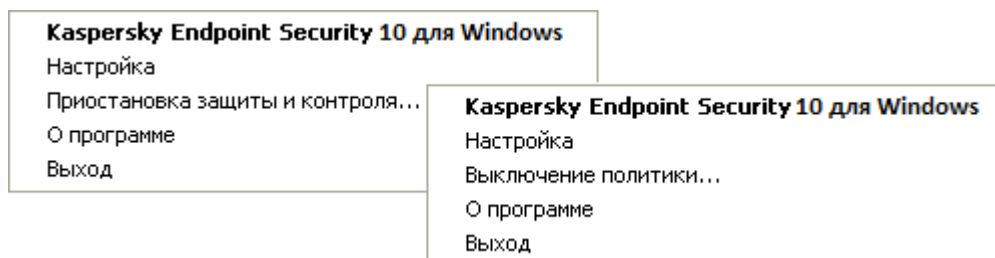 Kaspersky Endpoint Security 10 для Windows
Настройка
Приостановка защиты и контроля...
О программе
Выход
Kaspersky Endpoint Security 10 для Windows
Настройка
Выключение политики...
О программе
Выход